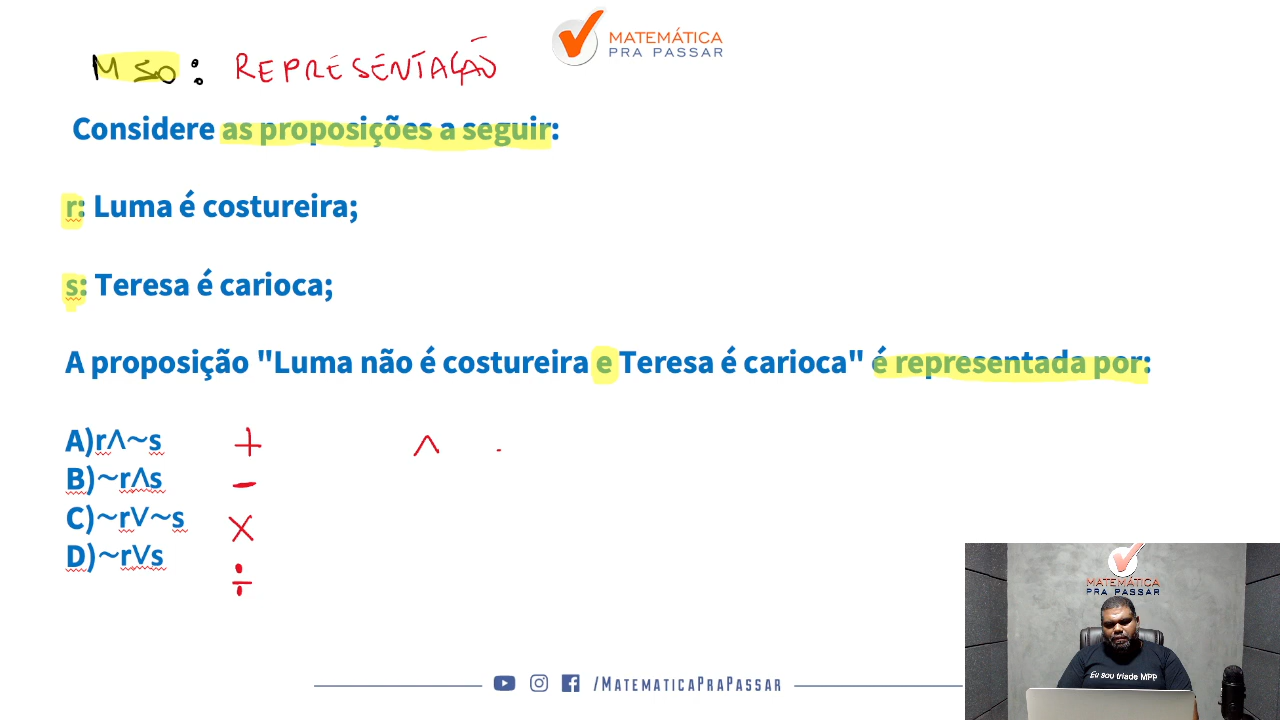 MATEMÁTICA
PRA PASSAR
MSO: REPRESENTAÇÃO
Considere as proposições a seguir:
r: Luma é costureira;
s: Teresa é carioca;
A proposição "Luma não é costureira e Teresa é carioca" é representada por:
A)r∧~s + ∧
B)~r∧s -
C)~r∨~s ×
D)~r∨s ÷
MATEMÁTICA
PRA PASSAR
Eu sou tríade MPP
/MATEMATICAPRAPASSAR